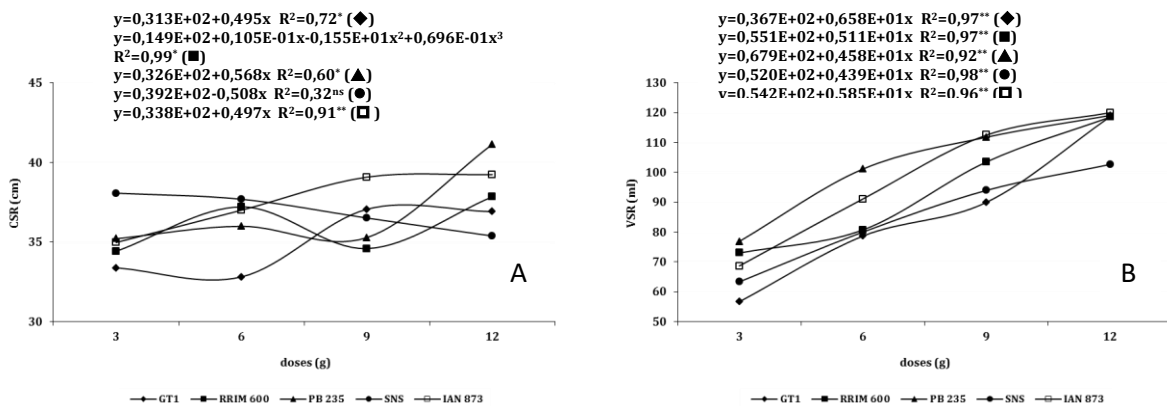 y=0,313E+02+0,495x R²=0,72* (◆)
y=0,149E+02+0,105E-01x-0,155E+01x²+0,696E-01x³
R²=0,99* (■)
y=0,326E+02+0,568x R²=0,60* (▲)
y=0,392E+02-0,508x R²=0,32ns (●)
y=0,338E+02+0,497x R²=0,91** (□)
45
40
35
30
CSR (cm)
A
3 6 9 12
doses (g)
GT1 RRIM 600 PB 235 SNS IAN 873
y=0,367E+02+0,658E+01x R²=0,97** (◆)
y=0,551E+02+0,511E+01x R²=0,97** (■)
y=0,679E+02+0,458E+01x R²=0,92** (▲)
y=0,520E+02+0,439E+01x R²=0,98** (●)
y=0,542E+02+0,585E+01x R²=0,96** (□)
130
120
110
100
90
80
70
60
50
VSR (ml)
B
3 6 9 12
doses (g)
GT1 RRIM 600 PB 235 SNS IAN 873